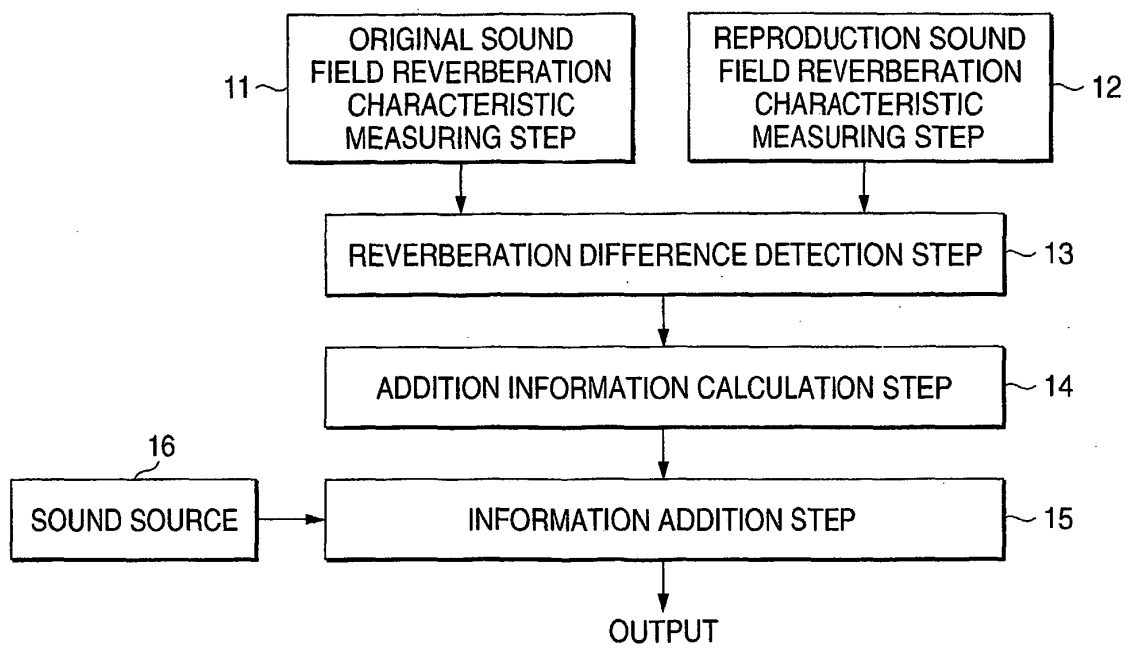 ORIGINAL SOUND
FIELD REVERBERATION
CHARACTERISTIC
MEASURING STEP
11
REPRODUCTION SOUND
FIELD REVERBERATION
CHARACTERISTIC
MEASURING STEP
12
REVERBERATION DIFFERENCE DETECTION STEP
13
ADDITION INFORMATION CALCULATION STEP
14
16
SOUND SOURCE
INFORMATION ADDITION STEP
15
OUTPUT